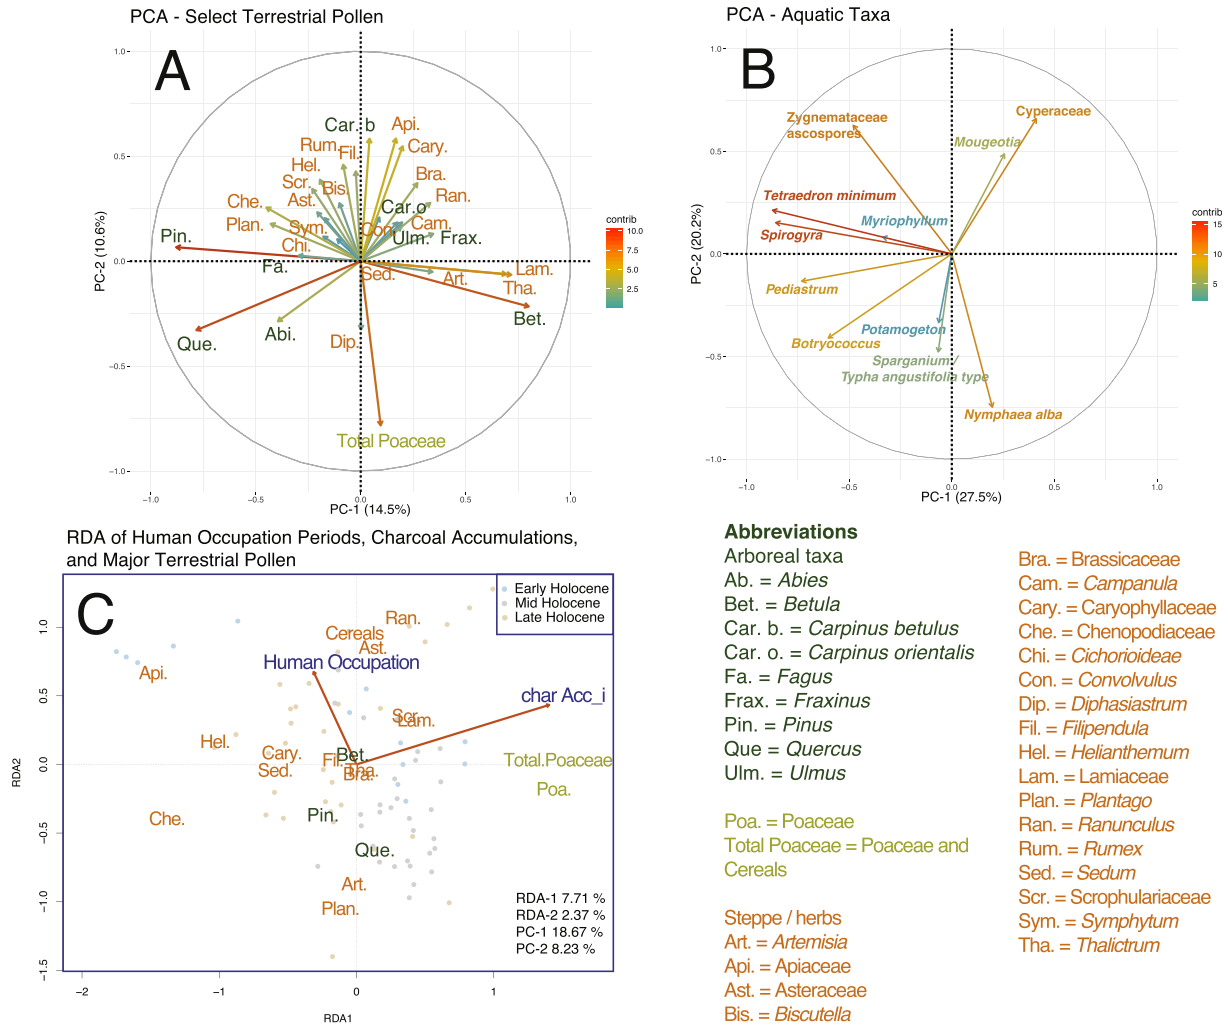 PCA - Select Terrestrial Pollen
A
PC-2 (10.6%)
1.0
0.5
0.0
−0.5
−1.0
Car. b
Api.
Rum.
Fil.
Cary.
Hel.
Bra.
Scr.
Bis.
Ran.
Che.
Ast.
Car.o
Plan.
Sym.
Con.
Cam.
Pin.
Chi.
Ulm.
Frax.
Fa.
Sed.
Art.
Lam.
Tha.
Que.
Abi.
Dip.
Bet.
Total Poaceae
−1.0
−0.5
0.0
0.5
1.0
PC-1 (14.5%)
contrib
10.0
7.5
5.0
2.5
PCA - Aquatic Taxa
B
PC-2 (20.2%)
1.0
0.5
0.0
−0.5
−1.0
Zygnemataceae
ascospores
Cyperaceae
Mougeotia
Tetraedron minimum
Myriophyllum
Spirogyra
Pediastrum
Potamogeton
Botryococcus
Sparganium/
Typha angustifolia type
Nymphaea alba
−1.0
−0.5
0.0
0.5
1.0
PC-1 (27.5%)
contrib
15
10
5
RDA of Human Occupation Periods, Charcoal Accumulations,
and Major Terrestrial Pollen
C
Early Holocene
Mid Holocene
Late Holocene
RDA2
1.0
0.5
0.0
−0.5
−1.0
−1.5
Ran.
Cereals
Ast.
Human Occupation
Api.
char Acc_i
Scr.
Lam.
Hel.
Cary.
Bet.
Fil.
Total.Poaceae
Sed.
Tha.
Bra.
Poa.
Che.
Pin.
Que.
Art.
Plan.
RDA-1 7.71 %
RDA-2 2.37 %
PC-1 18.67 %
PC-2 8.23 %
−2
−1
0
1
RDA1
Abbreviations
Arboreal taxa
Ab. = Abies
Bet. = Betula
Car. b. = Carpinus betulus
Car. o. = Carpinus orientalis
Fa. = Fagus
Frax. = Fraxinus
Pin. = Pinus
Que = Quercus
Ulm. = Ulmus
Poa. = Poaceae
Total Poaceae = Poaceae and
Cereals
Steppe / herbs
Art. = Artemisia
Api. = Apiaceae
Ast. = Asteraceae
Bis. = Biscutella
Bra. = Brassicaceae
Cam. = Campanula
Cary. = Caryophyllaceae
Che. = Chenopodiaceae
Chi. = Cichorioideae
Con. = Convolvulus
Dip. = Diphasiastrum
Fil. = Filipendula
Hel. = Helianthemum
Lam. = Lamiaceae
Plan. = Plantago
Ran. = Ranunculus
Rum. = Rumex
Sed. = Sedum
Scr. = Scrophulariaceae
Sym. = Symphytum
Tha. = Thalictrum